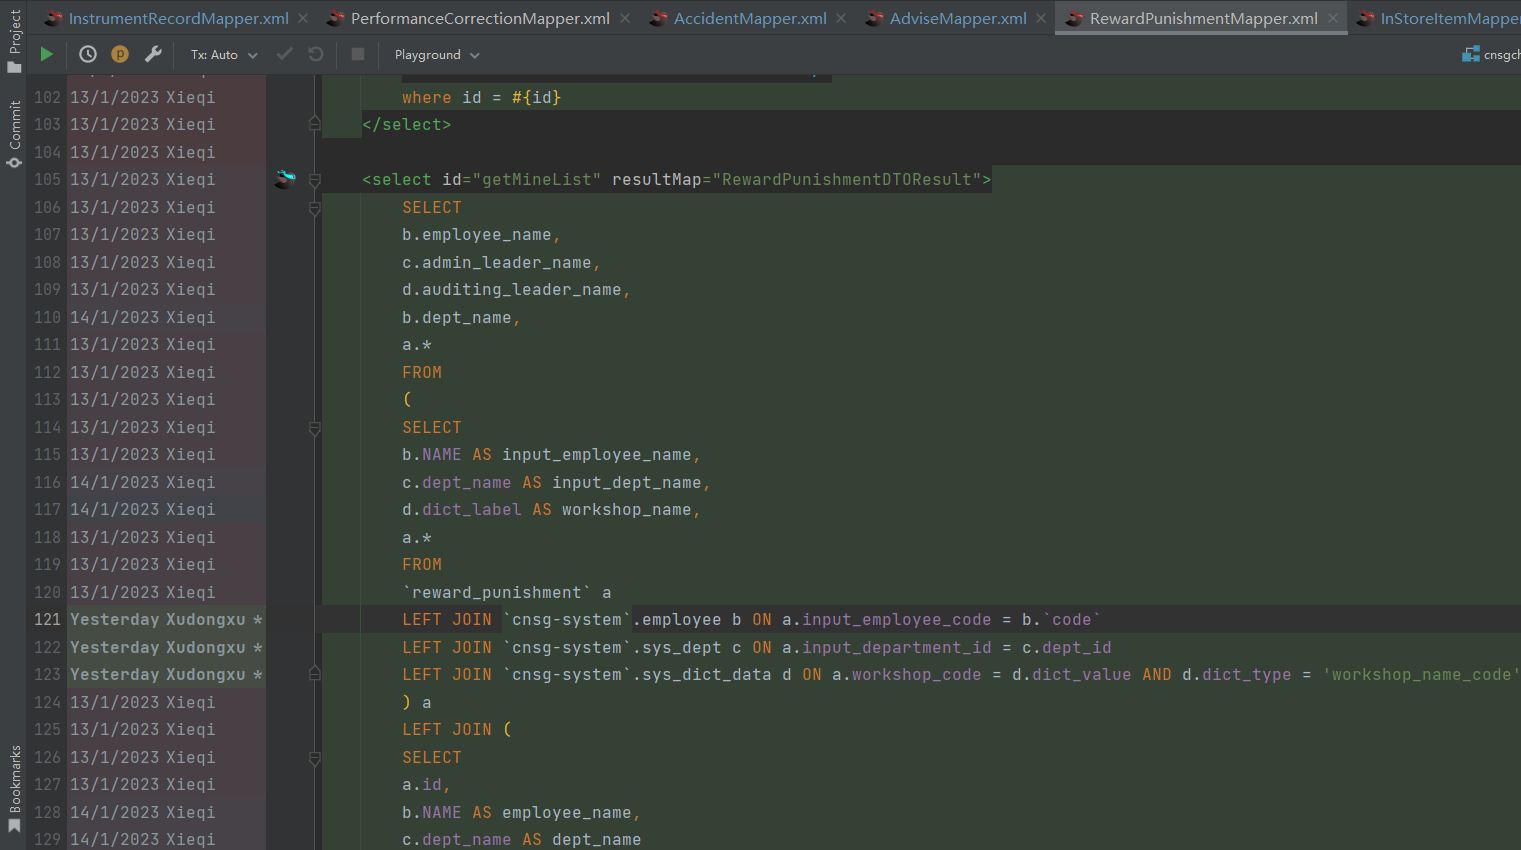 InstrumentRecordMapper.xml PerformanceCorrectionMapper.xml AccidentMapper.xml AdviseMapper.xml RewardPunishmentMapper.xml InStoreItemMapper
Project
Commit
Bookmarks
Tx: Auto Playground cnsgch
102 13/1/2023 Xieqi where id = #{id}
103 13/1/2023 Xieqi </select>
104 13/1/2023 Xieqi
105 13/1/2023 Xieqi <select id="getMineList" resultMap="RewardPunishmentDTOResult">
106 13/1/2023 Xieqi SELECT
107 13/1/2023 Xieqi b.employee_name,
108 13/1/2023 Xieqi c.admin_leader_name,
109 13/1/2023 Xieqi d.auditing_leader_name,
110 14/1/2023 Xieqi b.dept_name,
111 13/1/2023 Xieqi a.*
112 13/1/2023 Xieqi FROM
113 13/1/2023 Xieqi (
114 13/1/2023 Xieqi SELECT
115 13/1/2023 Xieqi b.NAME AS input_employee_name,
116 14/1/2023 Xieqi c.dept_name AS input_dept_name,
117 14/1/2023 Xieqi d.dict_label AS workshop_name,
118 13/1/2023 Xieqi a.*
119 13/1/2023 Xieqi FROM
120 13/1/2023 Xieqi `reward_punishment` a
121 Yesterday Xudongxu * LEFT JOIN `cnsg-system`.employee b ON a.input_employee_code = b.`code`
122 Yesterday Xudongxu * LEFT JOIN `cnsg-system`.sys_dept c ON a.input_department_id = c.dept_id
123 Yesterday Xudongxu * LEFT JOIN `cnsg-system`.sys_dict_data d ON a.workshop_code = d.dict_value AND d.dict_type = 'workshop_name_code'
124 13/1/2023 Xieqi ) a
125 13/1/2023 Xieqi LEFT JOIN (
126 13/1/2023 Xieqi SELECT
127 13/1/2023 Xieqi a.id,
128 14/1/2023 Xieqi b.NAME AS employee_name,
129 14/1/2023 Xieqi c.dept_name AS dept_name